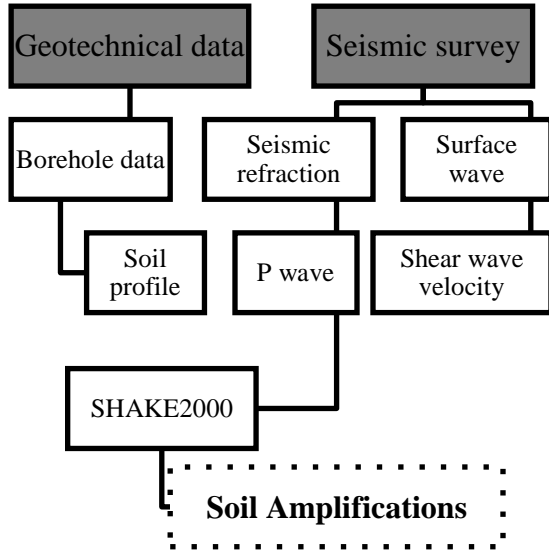 Geotechnical data
Seismic survey
Borehole data
Seismic
refraction
Surface
wave
Soil
profile
P wave
Shear wave
velocity
SHAKE2000
Soil Amplifications